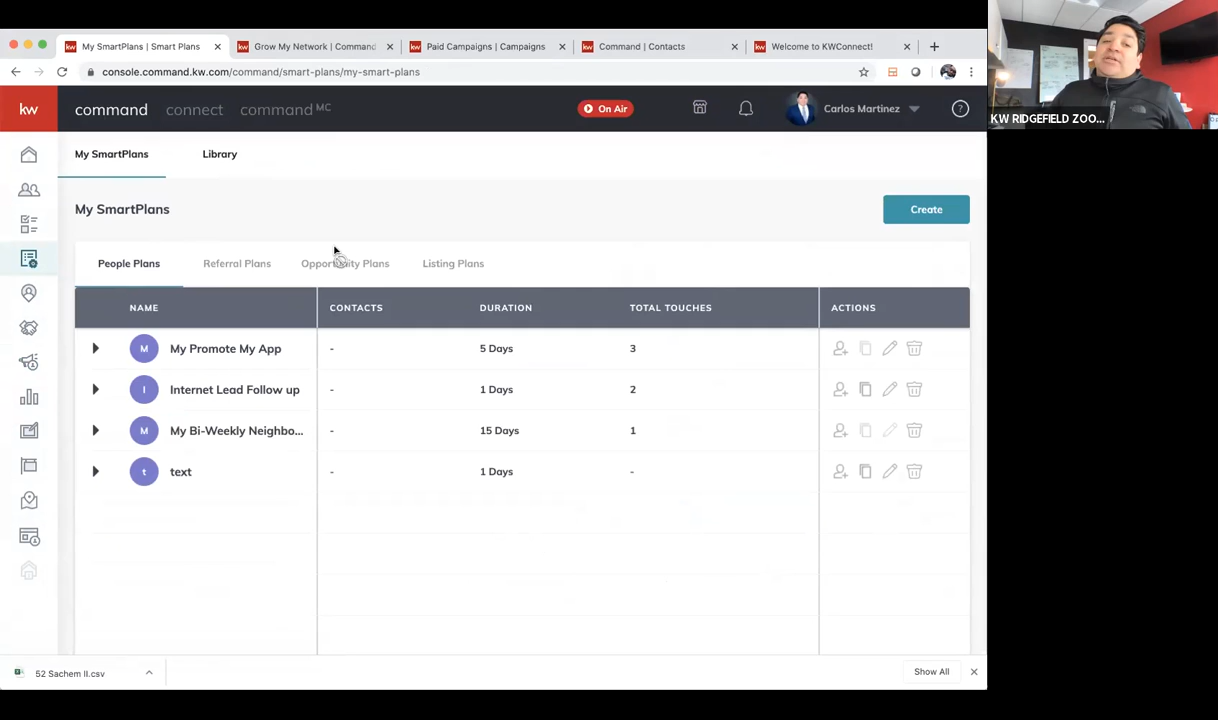 My SmartPlans | Smart Plans
Grow My Network | Command
Paid Campaigns | Campaigns
Command | Contacts
Welcome to KWConnect!
console.command.kw.com/command/smart-plans/my-smart-plans
kw
command
connect
command MC
On Air
Carlos Martinez
?
KW RIDGEFIELD ZOO...
My SmartPlans
Library
My SmartPlans
Create
People Plans
Referral Plans
Opportunity Plans
Listing Plans
NAME
CONTACTS
DURATION
TOTAL TOUCHES
ACTIONS
M
My Promote My App
-
5 Days
3
I
Internet Lead Follow up
-
1 Days
2
M
My Bi-Weekly Neighbo...
-
15 Days
1
t
text
-
1 Days
-
52 Sachem II.csv
Show All